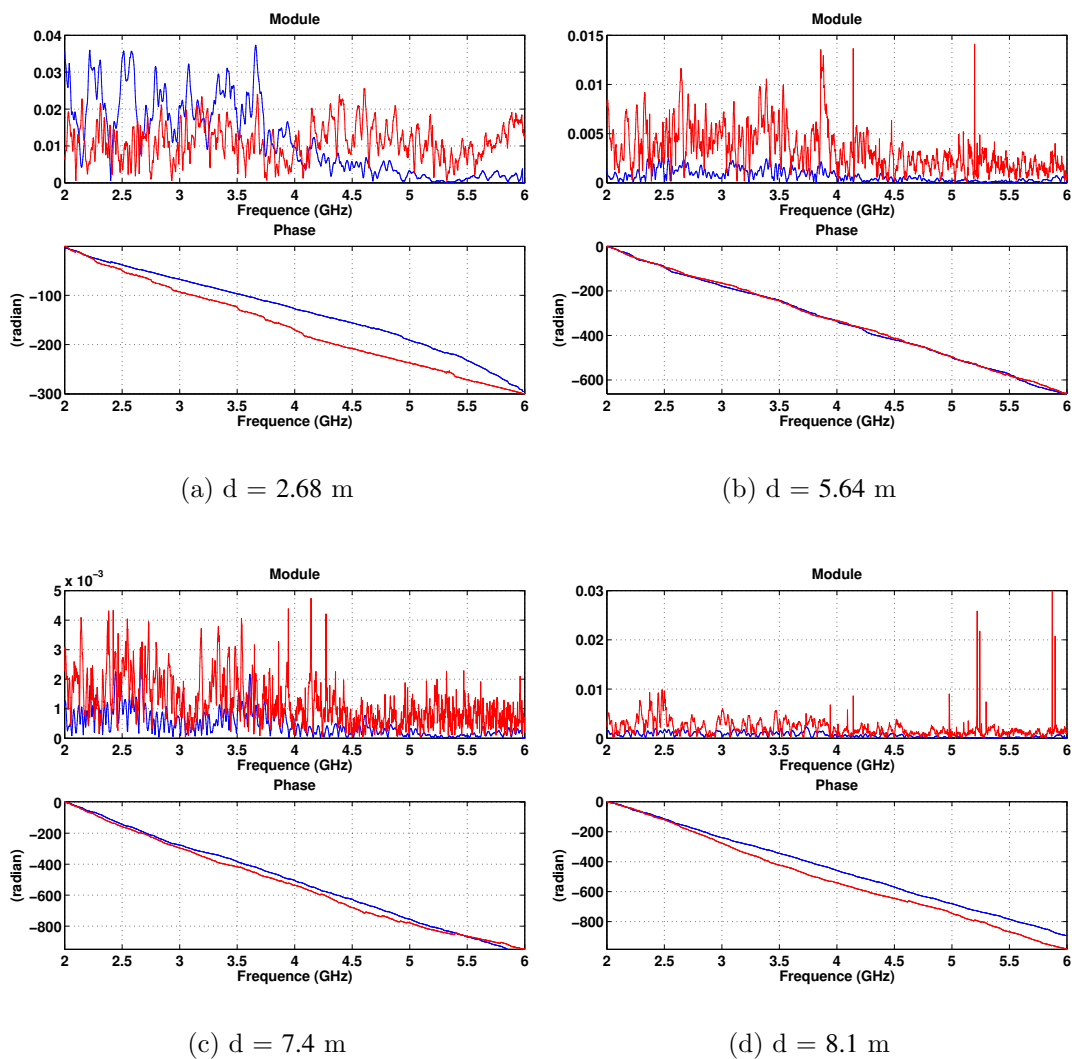 Module
0.04
0.03
0.02
0.01
0
2 2.5 3 3.5 4 4.5 5 5.5 6
Frequence (GHz)
Phase
(radian)
−100
−200
−300
2 2.5 3 3.5 4 4.5 5 5.5 6
Frequence (GHz)
(a) d = 2.68 m
Module
0.015
0.01
0.005
0
2 2.5 3 3.5 4 4.5 5 5.5 6
Frequence (GHz)
Phase
(radian)
0
−200
−400
−600
2 2.5 3 3.5 4 4.5 5 5.5 6
Frequence (GHz)
(b) d = 5.64 m
Module
x 10⁻³
5
4
3
2
1
0
2 2.5 3 3.5 4 4.5 5 5.5 6
Frequence (GHz)
Phase
(radian)
0
−200
−400
−600
−800
2 2.5 3 3.5 4 4.5 5 5.5 6
Frequence (GHz)
(c) d = 7.4 m
Module
0.03
0.02
0.01
0
2 2.5 3 3.5 4 4.5 5 5.5 6
Frequence (GHz)
Phase
(radian)
0
−200
−400
−600
−800
2 2.5 3 3.5 4 4.5 5 5.5 6
Frequence (GHz)
(d) d = 8.1 m